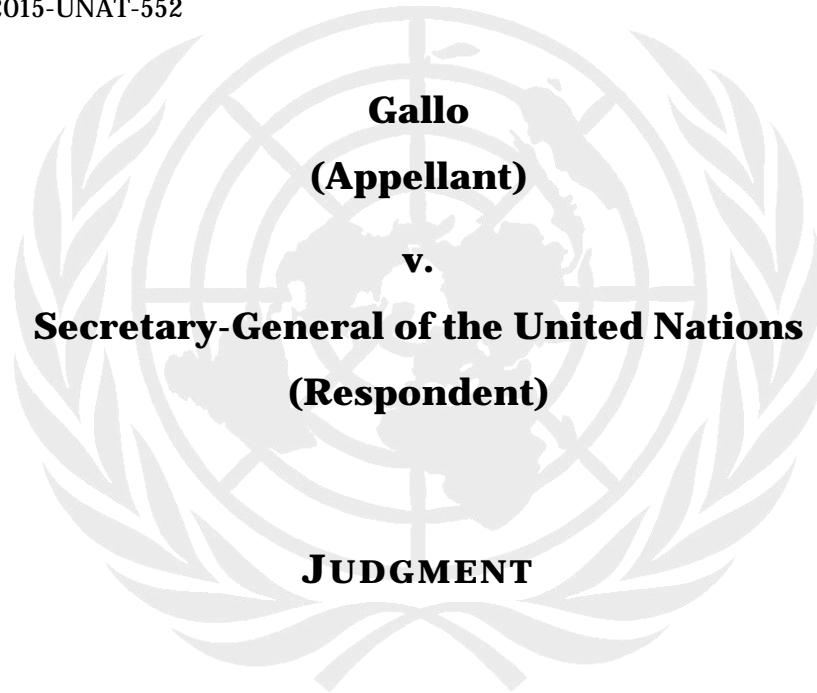 2015-UNAT-552
Gallo
(Appellant)
v.
Secretary-General of the United Nations
(Respondent)
JUDGMENT